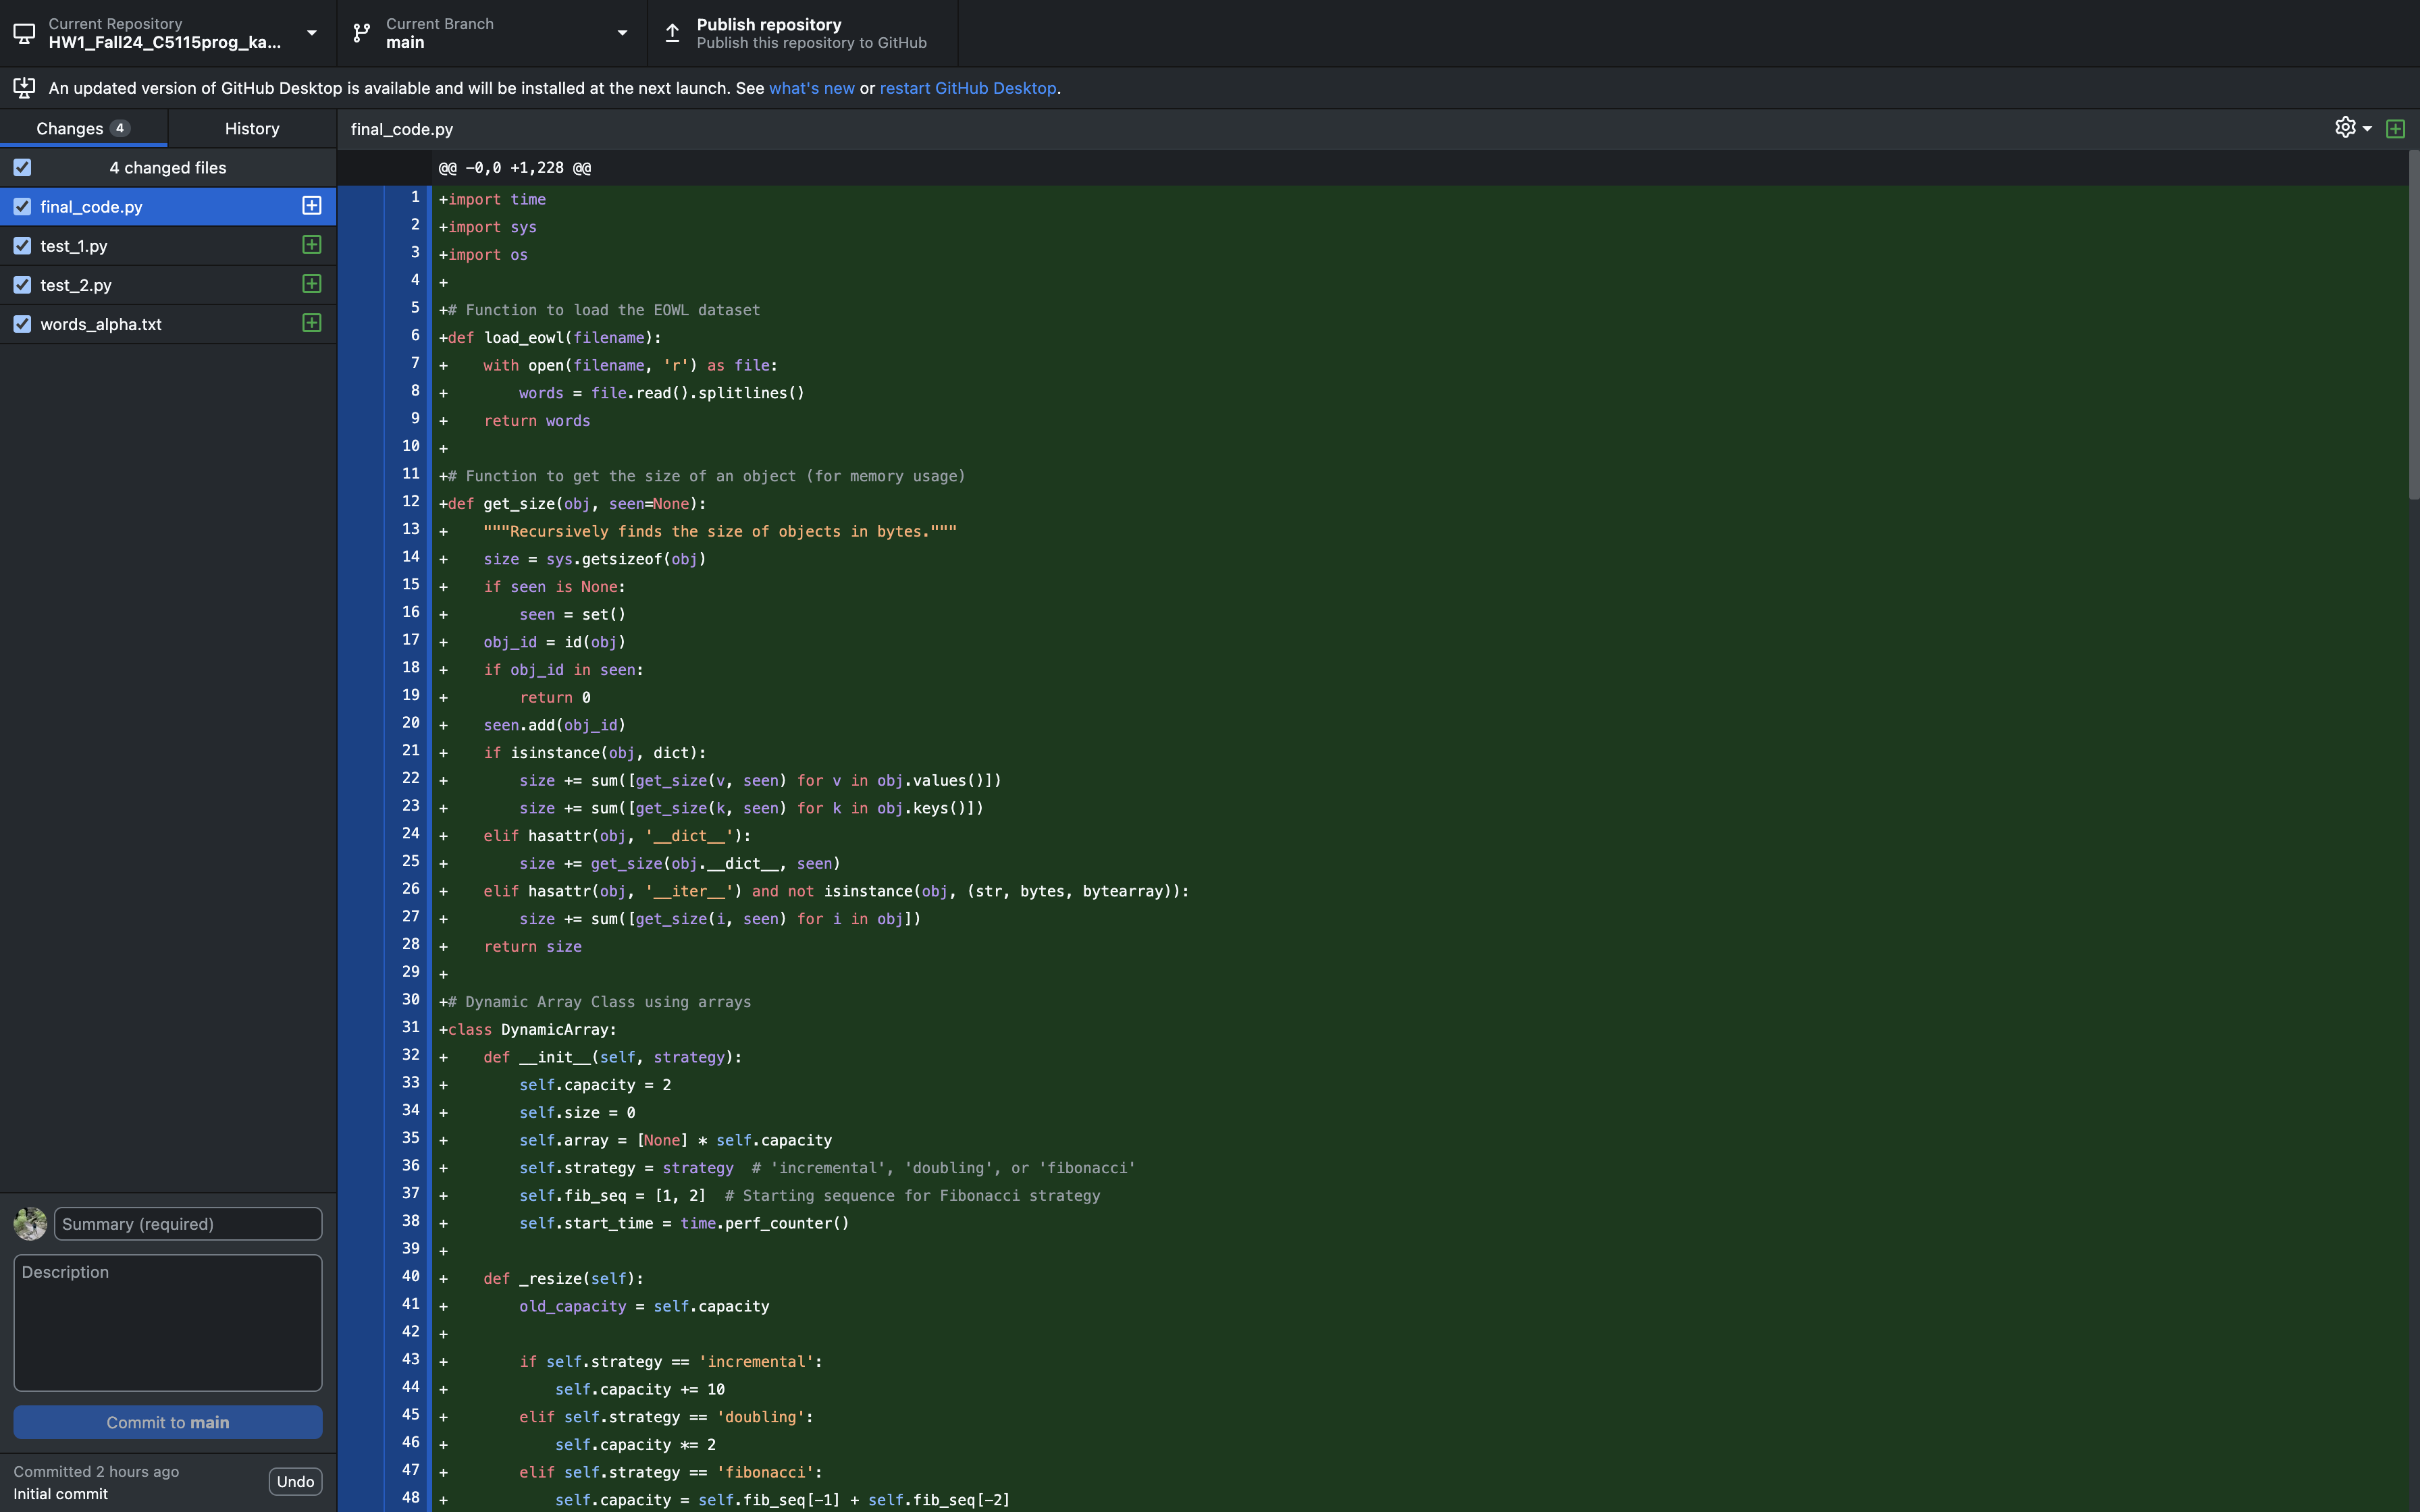 Current Repository
HW1_Fall24_C5115prog_ka...
Current Branch
main
Publish repository
Publish this repository to GitHub
An updated version of GitHub Desktop is available and will be installed at the next launch. See what's new or restart GitHub Desktop.
Changes 4
History
final_code.py
4 changed files
final_code.py
test_1.py
test_2.py
words_alpha.txt
@@ -0,0 +1,228 @@
1 +import time
2 +import sys
3 +import os
4 +
5 +# Function to load the EOWL dataset
6 +def load_eowl(filename):
7 +    with open(filename, 'r') as file:
8 +        words = file.read().splitlines()
9 +    return words
10 +
11 +# Function to get the size of an object (for memory usage)
12 +def get_size(obj, seen=None):
13 +    """Recursively finds the size of objects in bytes."""
14 +    size = sys.getsizeof(obj)
15 +    if seen is None:
16 +        seen = set()
17 +    obj_id = id(obj)
18 +    if obj_id in seen:
19 +        return 0
20 +    seen.add(obj_id)
21 +    if isinstance(obj, dict):
22 +        size += sum([get_size(v, seen) for v in obj.values()])
23 +        size += sum([get_size(k, seen) for k in obj.keys()])
24 +    elif hasattr(obj, '__dict__'):
25 +        size += get_size(obj.__dict__, seen)
26 +    elif hasattr(obj, '__iter__') and not isinstance(obj, (str, bytes, bytearray)):
27 +        size += sum([get_size(i, seen) for i in obj])
28 +    return size
29 +
30 +# Dynamic Array Class using arrays
31 +class DynamicArray:
32 +    def __init__(self, strategy):
33 +        self.capacity = 2
34 +        self.size = 0
35 +        self.array = [None] * self.capacity
36 +        self.strategy = strategy  # 'incremental', 'doubling', or 'fibonacci'
37 +        self.fib_seq = [1, 2]  # Starting sequence for Fibonacci strategy
38 +        self.start_time = time.perf_counter()
39 +
40 +    def _resize(self):
41 +        old_capacity = self.capacity
42 +
43 +        if self.strategy == 'incremental':
44 +            self.capacity += 10
45 +        elif self.strategy == 'doubling':
46 +            self.capacity *= 2
47 +        elif self.strategy == 'fibonacci':
48 +            self.capacity = self.fib_seq[-1] + self.fib_seq[-2]
Summary (required)
Description
Commit to main
Committed 2 hours ago
Initial commit
Undo